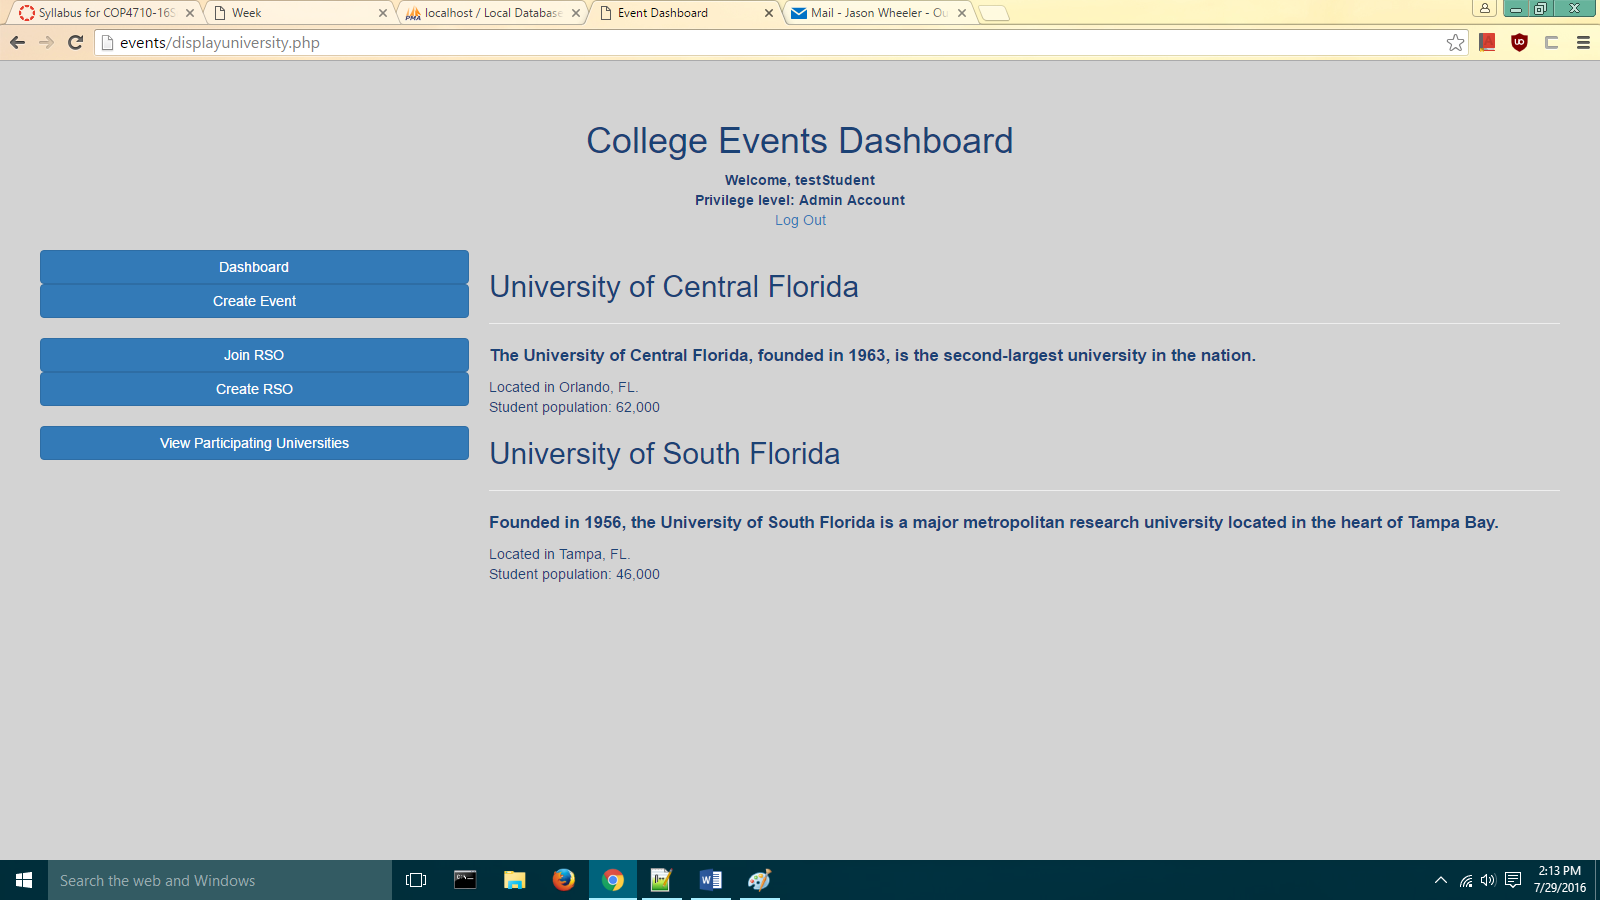 Syllabus for COP4710-16S
Week
localhost / Local Database
Event Dashboard
Mail - Jason Wheeler - Ou
events/displayuniversity.php
College Events Dashboard
Welcome, testStudent
Privilege level: Admin Account
Log Out
Dashboard
Create Event
Join RSO
Create RSO
View Participating Universities
University of Central Florida
The University of Central Florida, founded in 1963, is the second-largest university in the nation.
Located in Orlando, FL.
Student population: 62,000
University of South Florida
Founded in 1956, the University of South Florida is a major metropolitan research university located in the heart of Tampa Bay.
Located in Tampa, FL.
Student population: 46,000
Search the web and Windows
2:13 PM
7/29/2016